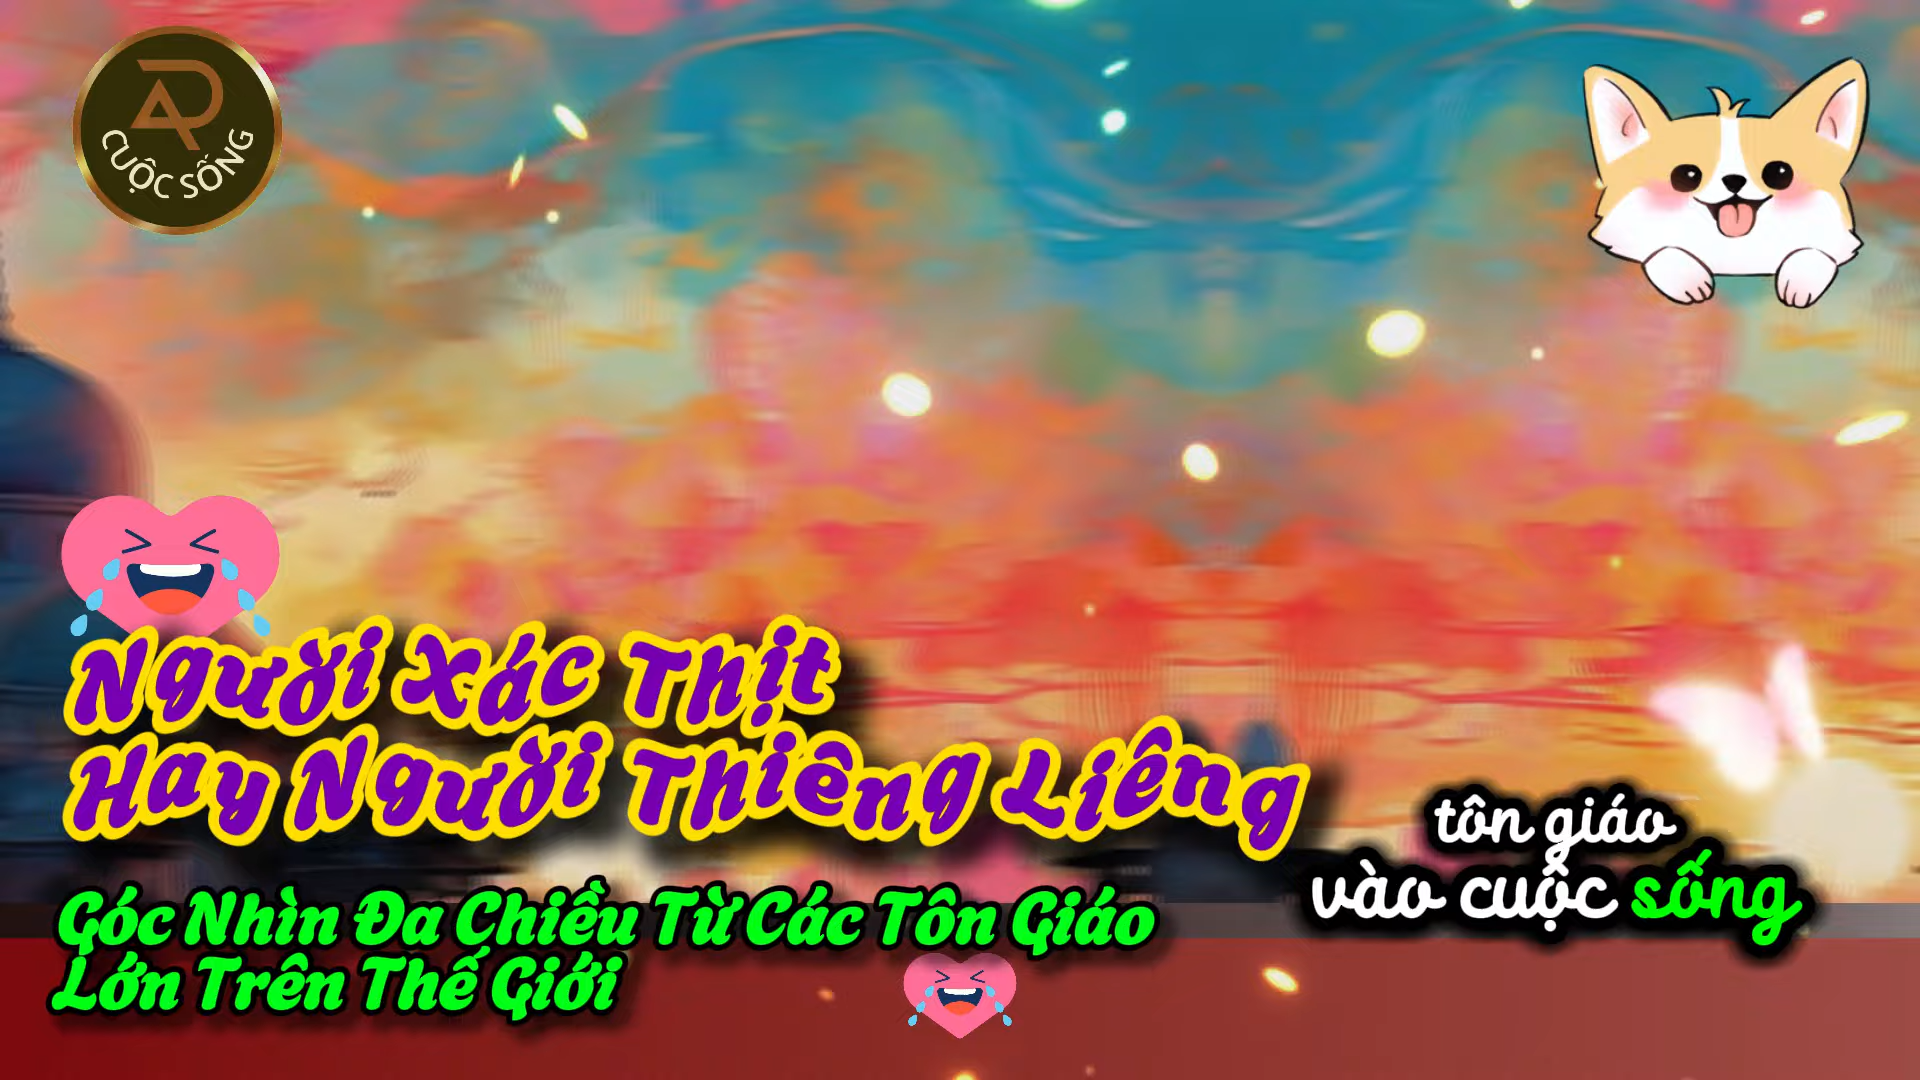 AR
CUỘC SỐNG
Người Xác Thịt
Hay Người Thiêng Liêng
tôn giáo
vào cuộc sống
Góc Nhìn Đa Chiều Từ Các Tôn Giáo
Lớn Trên Thế Giới